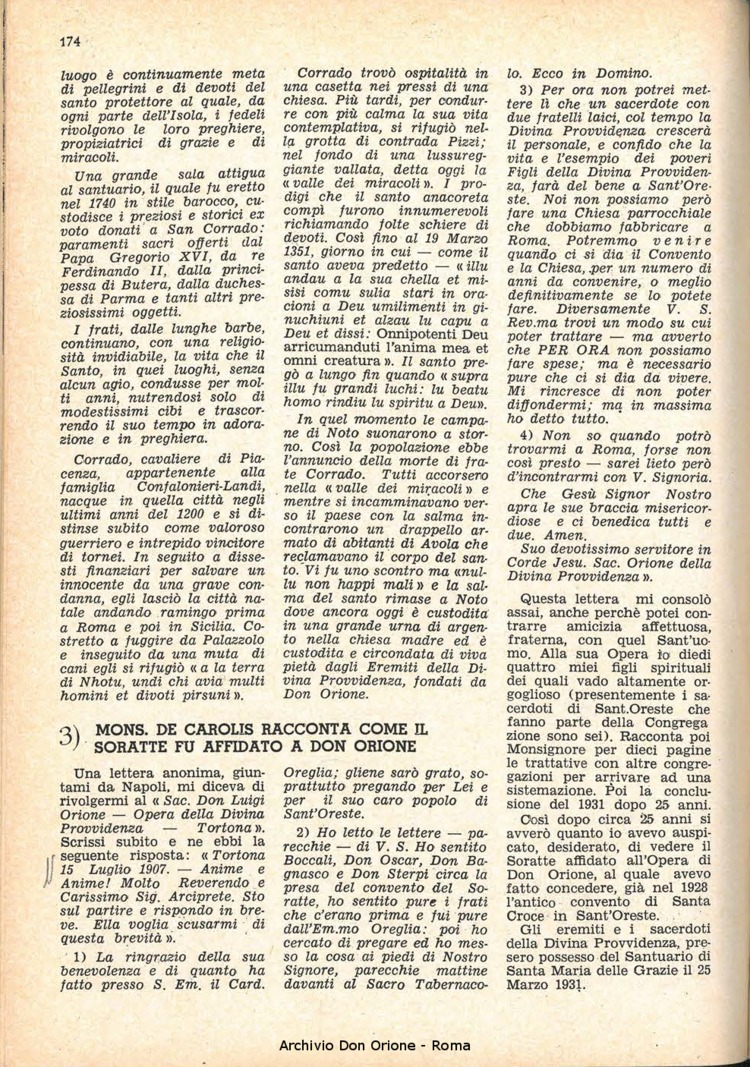 174
luogo è continuamente meta
di pellegrini e di devoti del
santo protettore al quale, da
ogni parte dell'Isola, i fedeli
rivolgono le loro preghiere,
propiziatrici di grazie e di
miracoli.
Una grande sala attigua
al santuario, il quale fu eretto
nel 1740 in stile barocco, cu-
stodisce i preziosi e storici ex
voto donati a San Corrado:
paramenti sacri offerti dal
Papa Gregorio XVI, da re
Ferdinando II, dalla princi-
pessa di Butera, dalla duches-
sa di Parma e tanti altri pre-
ziosissimi oggetti.
I frati, dalle lunghe barbe,
continuano, con una religio-
sità invidiabile, la vita che il
Santo, in quei luoghi, senza
alcun agio, condusse per mol-
ti anni, nutrendosi solo di
modestissimi cibi e trascor-
rendo il suo tempo in adora-
zione e in preghiera.
Corrado, cavaliere di Pia-
cenza, appartenente alla
famiglia Confalonieri-Landi,
nacque in quella città negli
ultimi anni del 1200 e si di-
stinse subito come valoroso
guerriero e intrepido vincitore
di tornei. In seguito a disse-
sti finanziari per salvare un
innocente da una grave con-
danna, egli lasciò la città na-
tale andando ramingo prima
a Roma e poi in Sicilia. Co-
stretto a fuggire da Palazzolo
e inseguito da una muta di
cani egli si rifugiò « a la terra
di Nhotu, undi chi avia multi
homini et divoti pirsuni ».
Corrado trovò ospitalità in
una casetta nei pressi di una
chiesa. Più tardi, per condur-
re con più calma la sua vita
contemplativa, si rifugiò nel-
la grotta di contrada Pizzi;
nel fondo di una lussureg-
giante vallata, detta oggi la
« valle dei miracoli ». I pro-
digi che il santo anacoreta
compì furono innumerevoli
richiamando folte schiere di
devoti. Così fino al 19 Marzo
1351, giorno in cui — come il
santo aveva predetto — « illu
andau a la sua chella et mi-
sisi comu sulia stari in ora-
cioni a Deu umilimenti in gi-
nuchiuni et alzau lu capu a
Deu et dissi: Onnipotenti Deu
arricumanduti l'anima mea et
omni creatura ». Il santo pre-
gò a lungo fin quando « supra
illu fu grandi luchi: lu beatu
homo rindiu lu spiritu a Deu».
In quel momento le campa-
ne di Noto suonarono a stor-
no. Così la popolazione ebbe
l'annuncio della morte di fra-
te Corrado. Tutti accorsero
nella « valle dei miracoli » e
mentre si incamminavano ver-
so il paese con la salma in-
contrarono un drappello ar-
mato di abitanti di Avola che
reclamavano il corpo del san-
to. Vi fu uno scontro ma «nul-
lu non happi mali » e la sal-
ma del santo rimase a Noto
dove ancora oggi è custodita
in una grande urna di argen-
to nella chiesa madre ed è
custodita e circondata di viva
pietà dagli Eremiti della Di-
vina Provvidenza, fondati da
Don Orione.
3) MONS. DE CAROLIS RACCONTA COME IL
SORATTE FU AFFIDATO A DON ORIONE
Una lettera anonima, giun-
tami da Napoli, mi diceva di
rivolgermi al « Sac. Don Luigi
Orione — Opera della Divina
Provvidenza — Tortona ».
Scrissi subito e ne ebbi la
seguente risposta: « Tortona
15 Luglio 1907. — Anime e
Anime! Molto Reverendo e
Carissimo Sig. Arciprete. Sto
sul partire e rispondo in bre-
ve. Ella voglia scusarmi di
questa brevità ».
1) La ringrazio della sua
benevolenza e di quanto ha
fatto presso S. Em. il Card.
Oreglia; gliene sarò grato, so-
prattutto pregando per Lei e
per il suo caro popolo di
Sant'Oreste.
2) Ho letto le lettere — pa-
recchie — di V. S. Ho sentito
Boccali, Don Oscar, Don Ba-
gnasco e Don Sterpi circa la
presa del convento del So-
ratte, ho sentito pure i frati
che c'erano prima e fui pure
dall'Em.mo Oreglia: poi ho
cercato di pregare ed ho mes-
so la cosa ai piedi di Nostro
Signore, parecchie mattine
davanti al Sacro Tabernaco-
lo. Ecco in Domino.
3) Per ora non potrei met-
tere lì che un sacerdote con
due fratelli laici, col tempo la
Divina Provvidenza crescerà
il personale, e confido che la
vita e l'esempio dei poveri
Figli della Divina Provviden-
za, farà del bene a Sant'Ore-
ste. Noi non possiamo però
fare una Chiesa parrocchiale
che dobbiamo fabbricare a
Roma. Potremmo venire
quando ci si dia il Convento
e la Chiesa, per un numero di
anni da convenire, o meglio
definitivamente se lo potete
fare. Diversamente V. S.
Rev.ma trovi un modo su cui
poter trattare — ma avverto
che PER ORA non possiamo
fare spese; ma è necessario
pure che ci si dia da vivere.
Mi rincresce di non poter
diffondermi; ma in massima
ho detto tutto.
4) Non so quando potrò
trovarmi a Roma, forse non
così presto — sarei lieto però
d'incontrarmi con V. Signoria.
Che Gesù Signor Nostro
apra le sue braccia misericor-
diose e ci benedica tutti e
due. Amen.
Suo devotissimo servitore in
Corde Jesu. Sac. Orione della
Divina Provvidenza ».
Questa lettera mi consolò
assai, anche perchè potei con-
trarre amicizia affettuosa,
fraterna, con quel Sant'uo-
mo. Alla sua Opera io diedi
quattro miei figli spirituali
dei quali vado altamente or-
goglioso (presentemente i sa-
cerdoti di Sant.Oreste che
fanno parte della Congrega
zione sono sei). Racconta poi
Monsignore per dieci pagine
le trattative con altre congre-
gazioni per arrivare ad una
sistemazione. Poi la conclu-
sione del 1931 dopo 25 anni.
Così dopo circa 25 anni si
avverò quanto io avevo auspi-
cato, desiderato, di vedere il
Soratte affidato all'Opera di
Don Orione, al quale avevo
fatto concedere, già nel 1928
l'antico convento di Santa
Croce in Sant'Oreste.
Gli eremiti e i sacerdoti
della Divina Provvidenza, pre-
sero possesso del Santuario di
Santa Maria delle Grazie il 25
Marzo 1931.
Archivio Don Orione - Roma